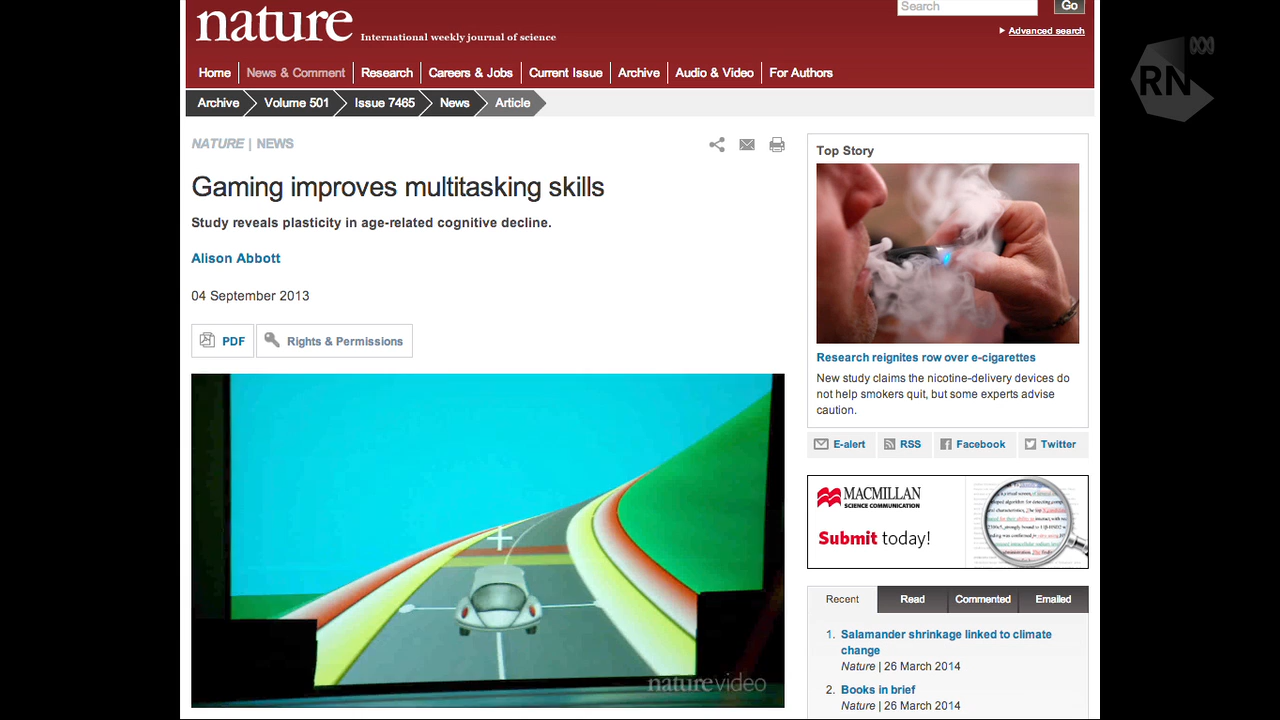 nature International weekly journal of science
Search
Go
Advanced search
Home
News & Comment
Research
Careers & Jobs
Current Issue
Archive
Audio & Video
For Authors
Archive
Volume 501
Issue 7465
News
Article
RN
NATURE | NEWS
Gaming improves multitasking skills
Study reveals plasticity in age-related cognitive decline.
Alison Abbott
04 September 2013
PDF
Rights & Permissions
naturevideo
Top Story
Research reignites row over e-cigarettes
New study claims the nicotine-delivery devices do
not help smokers quit, but some experts advise
caution.
E-alert
RSS
Facebook
Twitter
MACMILLAN
SCIENCE COMMUNICATION
Submit today!
Recent
Read
Commented
Emailed
1. Salamander shrinkage linked to climate
change
Nature | 26 March 2014
2. Books in brief
Nature | 26 March 2014